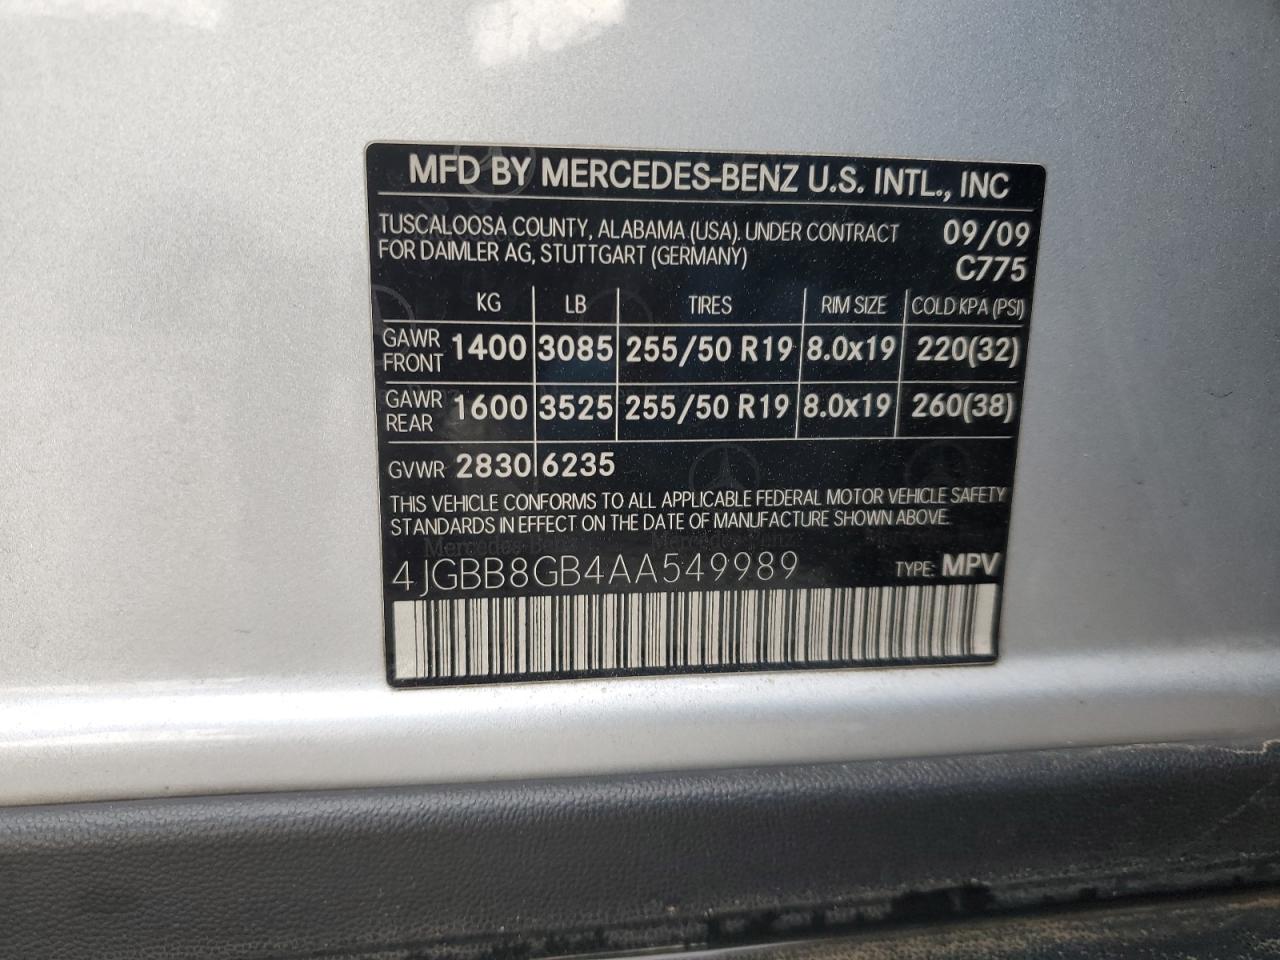 MFD BY MERCEDES-BENZ U.S. INTL., INC
TUSCALOOSA COUNTY, ALABAMA (USA). UNDER CONTRACT 09/09
FOR DAIMLER AG, STUTTGART (GERMANY) C775
KG LB TIRES RIM SIZE COLD KPA (PSI)
GAWR FRONT 1400 3085 255/50 R19 8.0x19 220(32)
GAWR REAR 1600 3525 255/50 R19 8.0x19 260(38)
GVWR 2830 6235
THIS VEHICLE CONFORMS TO ALL APPLICABLE FEDERAL MOTOR VEHICLE SAFETY
STANDARDS IN EFFECT ON THE DATE OF MANUFACTURE SHOWN ABOVE.
Mercedes-Benz Mercedes-Benz
4JGBB8GB4AA549989 TYPE: MPV